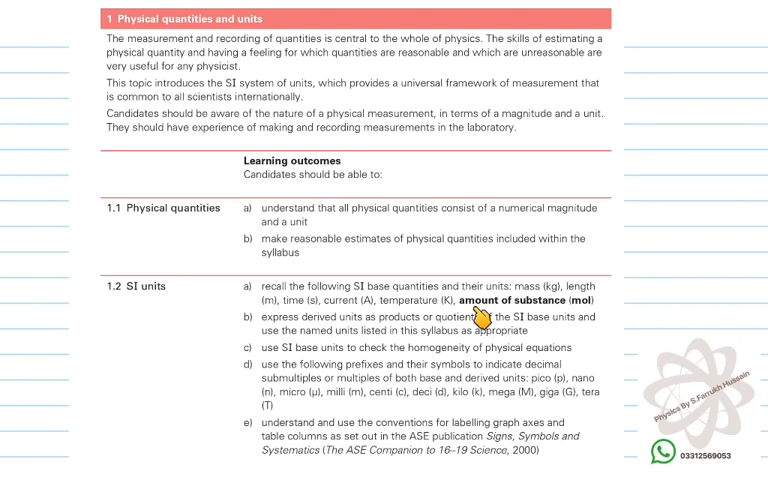 1 Physical quantities and units
The measurement and recording of quantities is central to the whole of physics. The skills of estimating a
physical quantity and having a feeling for which quantities are reasonable and which are unreasonable are
very useful for any physicist.
This topic introduces the SI system of units, which provides a universal framework of measurement that
is common to all scientists internationally.
Candidates should be aware of the nature of a physical measurement, in terms of a magnitude and a unit.
They should have experience of making and recording measurements in the laboratory.
Learning outcomes
Candidates should be able to:
1.1 Physical quantities
a) understand that all physical quantities consist of a numerical magnitude
and a unit
b) make reasonable estimates of physical quantities included within the
syllabus
1.2 SI units
a) recall the following SI base quantities and their units: mass (kg), length
(m), time (s), current (A), temperature (K), amount of substance (mol)
b) express derived units as products or quotients of the SI base units and
use the named units listed in this syllabus as appropriate
c) use SI base units to check the homogeneity of physical equations
d) use the following prefixes and their symbols to indicate decimal
submultiples or multiples of both base and derived units: pico (p), nano
(n), micro (μ), milli (m), centi (c), deci (d), kilo (k), mega (M), giga (G), tera
(T)
e) understand and use the conventions for labelling graph axes and
table columns as set out in the ASE publication Signs, Symbols and
Systematics (The ASE Companion to 16–19 Science, 2000)
Physics By S.Farrukh Hussain
03312569053